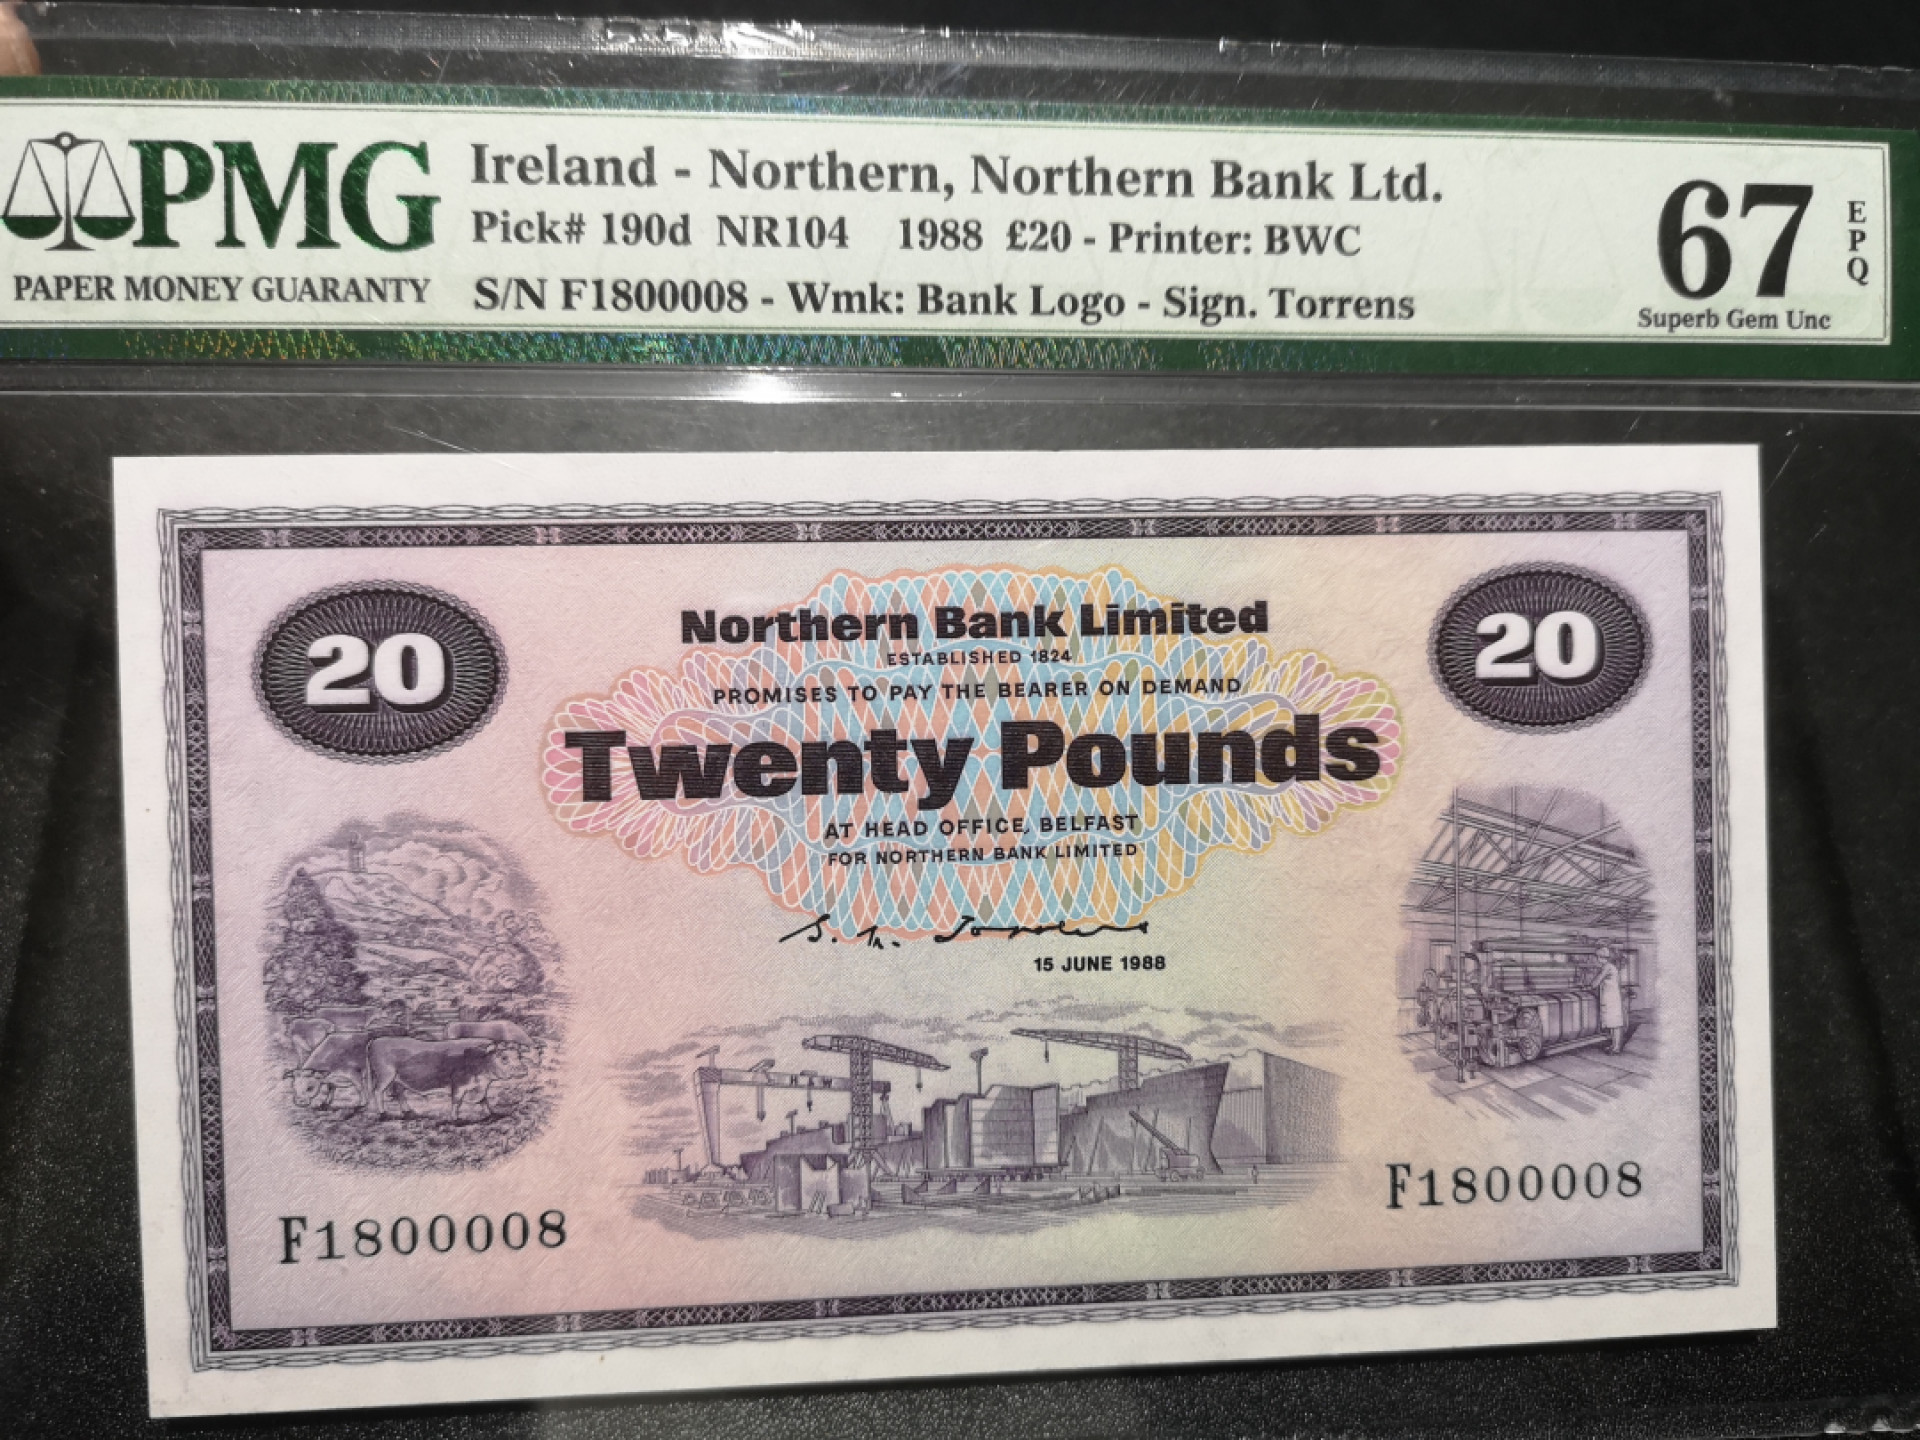 PMG
PAPER MONEY GUARANTY
Ireland - Northern, Northern Bank Ltd.
Pick# 190d NR104 1988 £20 - Printer: BWC
S/N F1800008 - Wmk: Bank Logo - Sign. Torrens
67
EPQ
Superb Gem Unc
20
20
Northern Bank Limited
ESTABLISHED 1824
PROMISES TO PAY THE BEARER ON DEMAND
Twenty Pounds
AT HEAD OFFICE, BELFAST
FOR NORTHERN BANK LIMITED
15 JUNE 1988
H&W
F1800008
F1800008